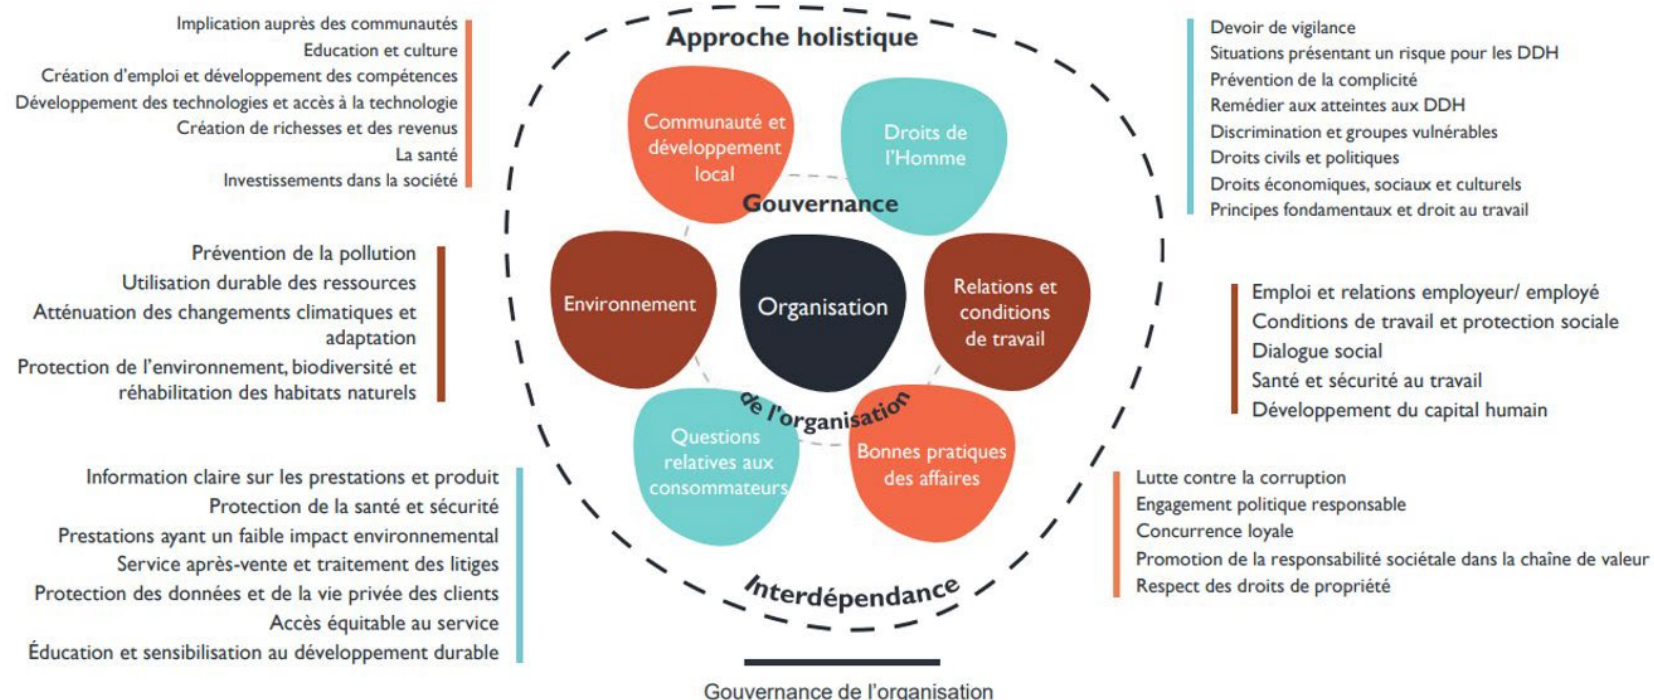 Implication auprès des communautés
Education et culture
Création d'emploi et développement des compétences
Développement des technologies et accès à la technologie
Création de richesses et des revenus
La santé
Investissements dans la société
Prévention de la pollution
Utilisation durable des ressources
Atténuation des changements climatiques et
adaptation
Protection de l'environnement, biodiversité et
réhabilitation des habitats naturels
Information claire sur les prestations et produit
Protection de la santé et sécurité
Prestations ayant un faible impact environnemental
Service après-vente et traitement des litiges
Protection des données et de la vie privée des clients
Accès équitable au service
Éducation et sensibilisation au développement durable
Approche holistique
Communauté et
développement
local
Droits de
l'Homme
Gouvernance
Environnement
Organisation
Relations et
conditions
de travail
de l'organisation
Questions
relatives aux
consommateurs
Bonnes pratiques
des affaires
Interdépendance
Gouvernance de l'organisation
Devoir de vigilance
Situations présentant un risque pour les DDH
Prévention de la complicité
Remédier aux atteintes aux DDH
Discrimination et groupes vulnérables
Droits civils et politiques
Droits économiques, sociaux et culturels
Principes fondamentaux et droit au travail
Emploi et relations employeur/ employé
Conditions de travail et protection sociale
Dialogue social
Santé et sécurité au travail
Développement du capital humain
Lutte contre la corruption
Engagement politique responsable
Concurrence loyale
Promotion de la responsabilité sociétale dans la chaîne de valeur
Respect des droits de propriété